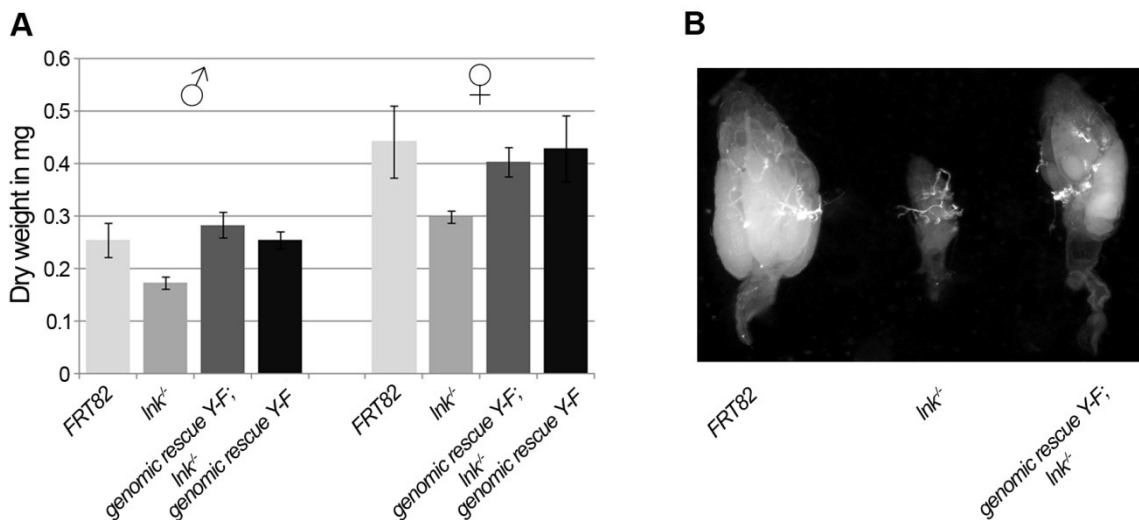 A
B
Dry weight in mg
0.6
0.5
0.4
0.3
0.2
0.1
0
♂
♀
FRT82
lnk-/-
genomic rescue Y-F;
lnk-/-
genomic rescue Y-F
FRT82
lnk-/-
genomic rescue Y-F;
lnk-/-
genomic rescue Y-F
FRT82
lnk-/-
genomic rescue Y-F;
lnk-/-